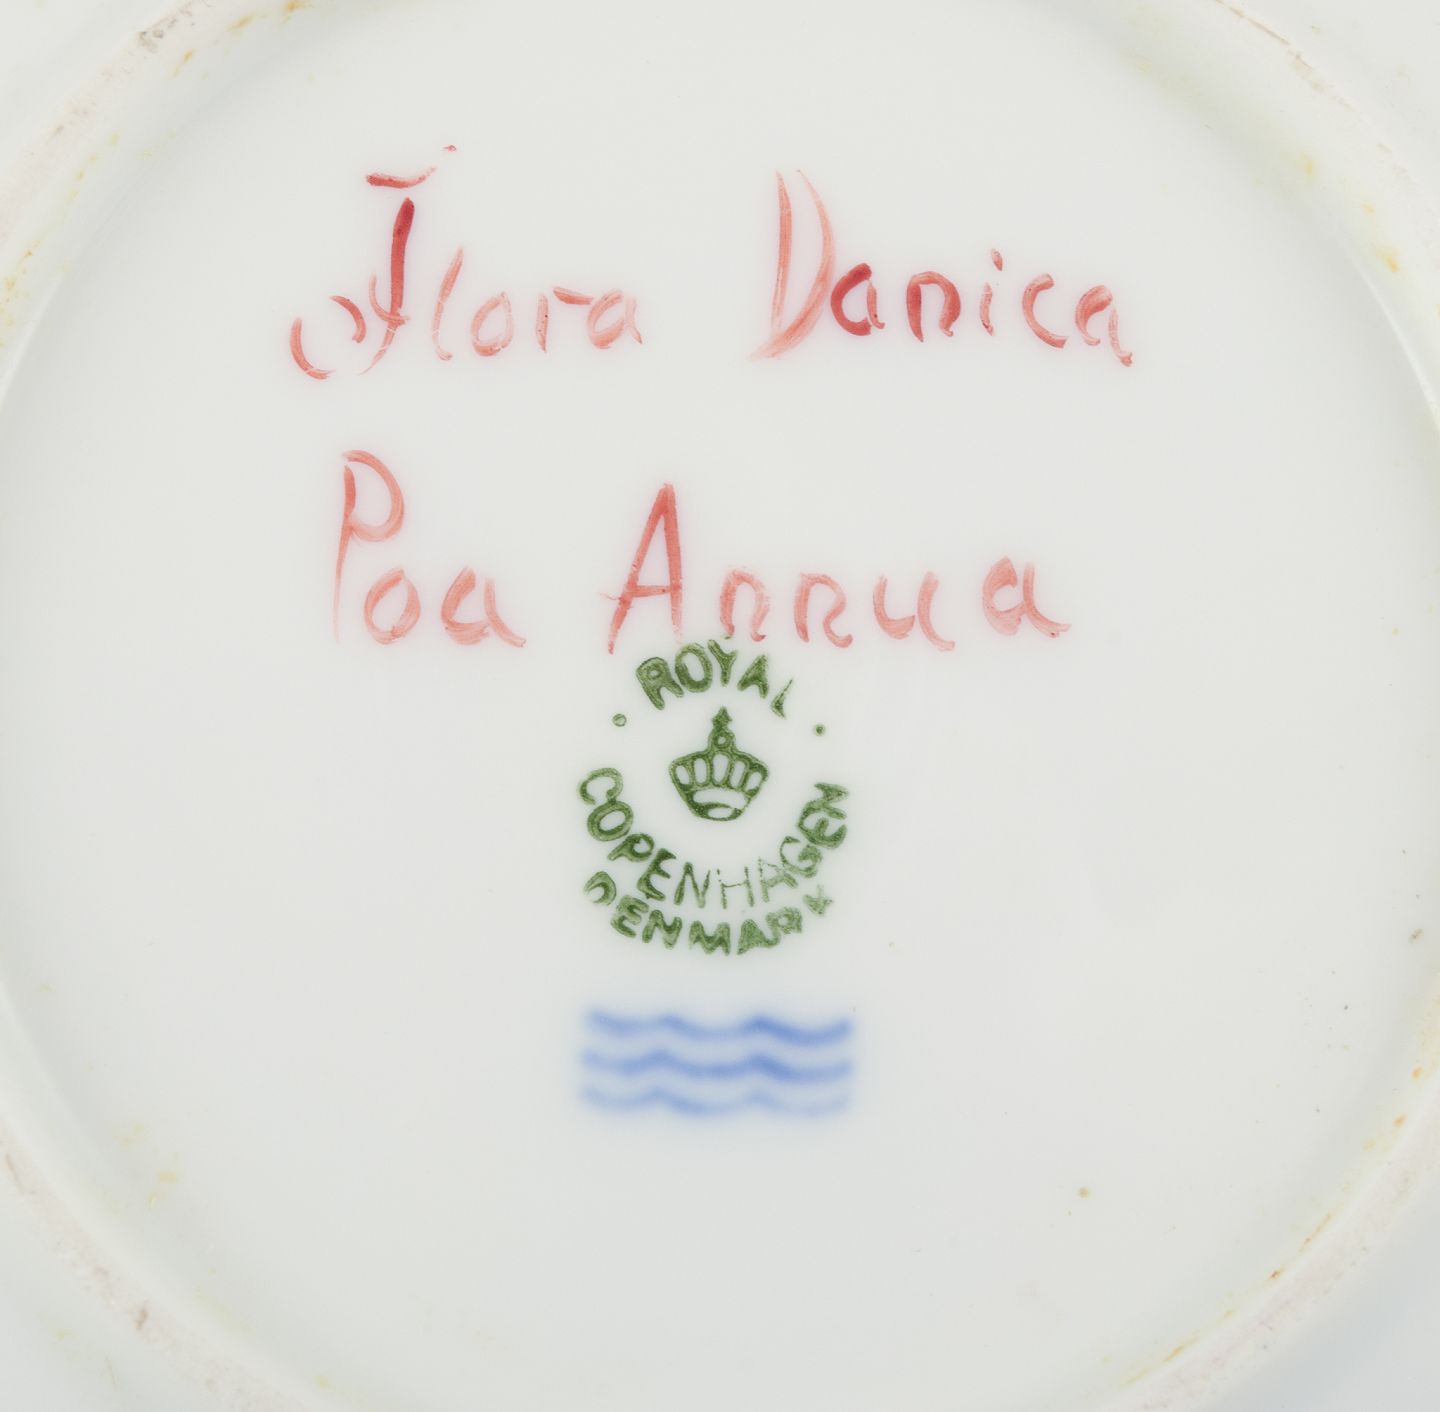 Flora Danica
Poa Annua
ROYAL
COPENHAGEN
DENMARK